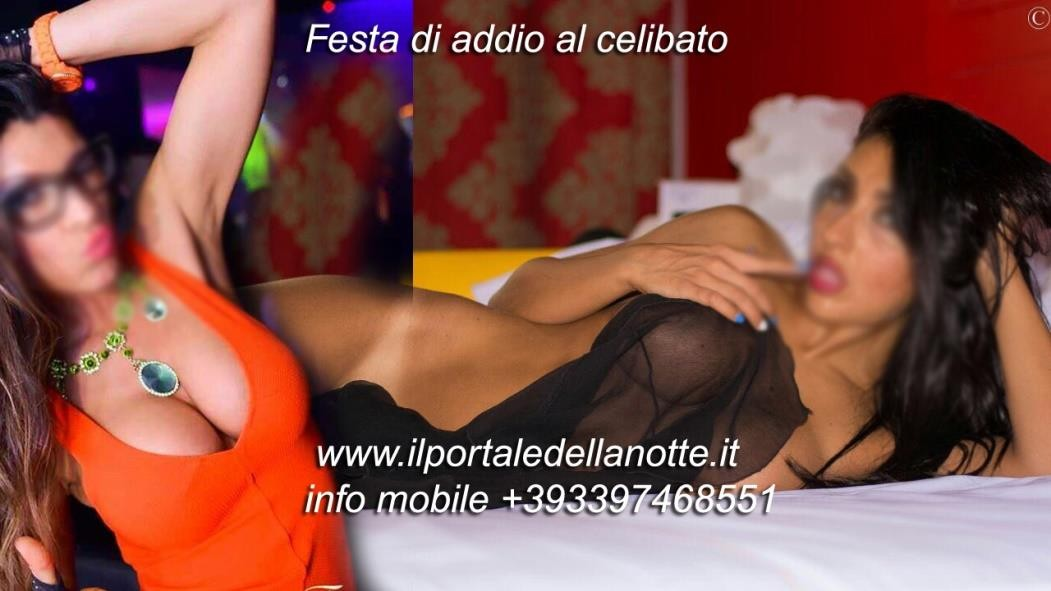 ©
Festa di addio al celibato
www.ilportaledellanotte.it
info mobile +393397468551